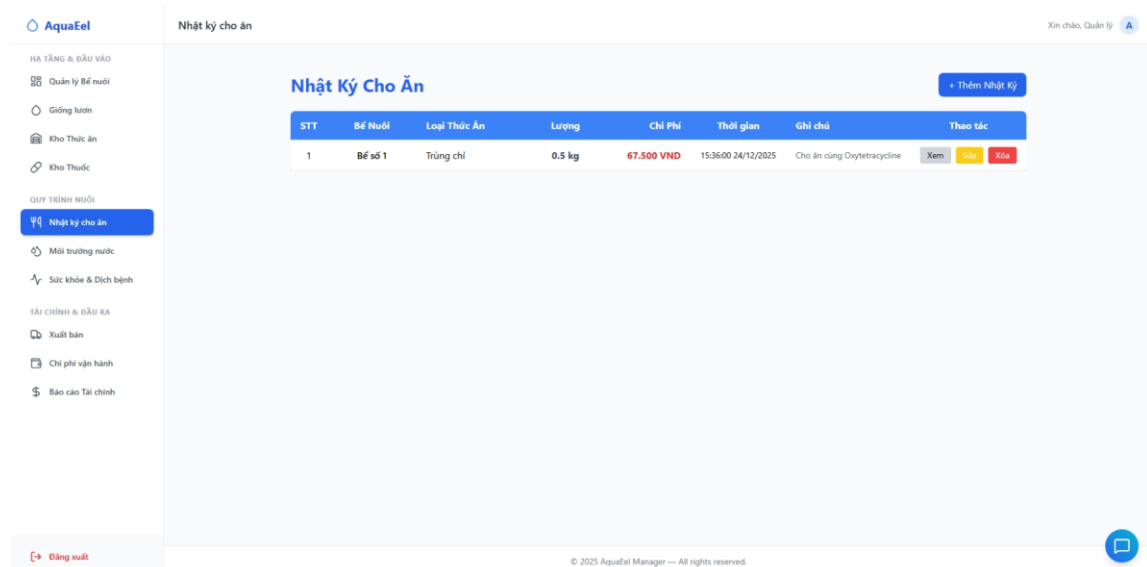 AquaEel
Nhật ký cho ăn
Xin chào, Quản lý
A
HẠ TẦNG & ĐẦU VÀO
Quản lý Bể nuôi
Giống lươn
Kho Thức ăn
Kho Thuốc
QUY TRÌNH NUÔI
Nhật ký cho ăn
Môi trường nước
Sức khỏe & Dịch bệnh
TÀI CHÍNH & ĐẦU RA
Xuất bán
Chi phí vận hành
Báo cáo Tài chính
Đăng xuất
Nhật Ký Cho Ăn
+ Thêm Nhật Ký
STT Bể Nuôi Loại Thức Ăn Lượng Chi Phí Thời gian Ghi chú Thao tác
1 Bể số 1 Trùng chỉ 0.5 kg 67.500 VND 15:36:00 24/12/2025 Cho ăn cùng Oxytetracycline Xem Sửa Xóa
© 2025 AquaEel Manager — All rights reserved.